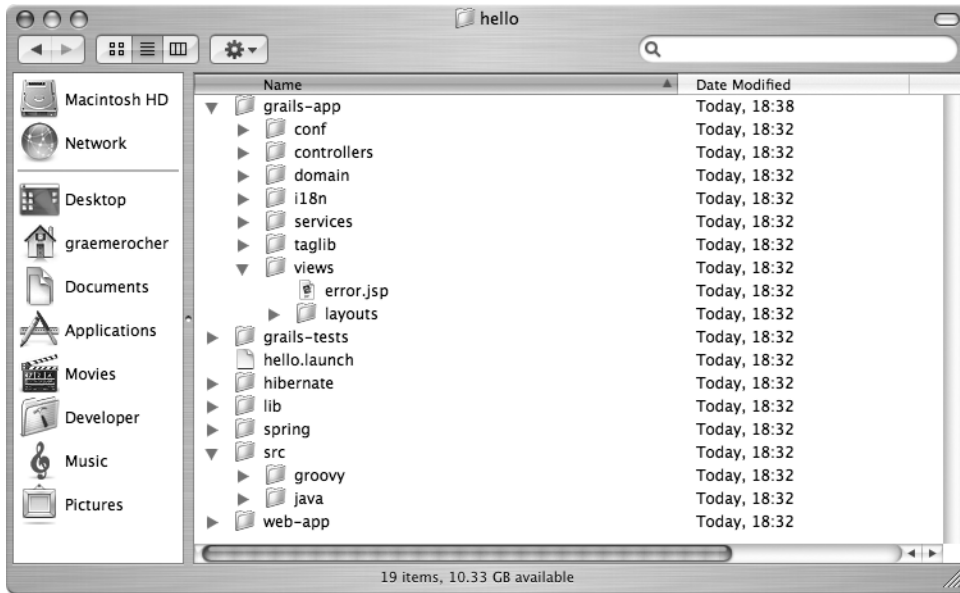 hello
Macintosh HD
Network
Desktop
graemerocher
Documents
Applications
Movies
Developer
Music
Pictures
Name Date Modified
grails-app Today, 18:38
conf Today, 18:32
controllers Today, 18:32
domain Today, 18:32
i18n Today, 18:32
services Today, 18:32
taglib Today, 18:32
views Today, 18:32
error.jsp Today, 18:32
layouts Today, 18:32
grails-tests Today, 18:32
hello.launch Today, 18:32
hibernate Today, 18:32
lib Today, 18:32
spring Today, 18:32
src Today, 18:32
groovy Today, 18:32
java Today, 18:32
web-app Today, 18:32
19 items, 10.33 GB available